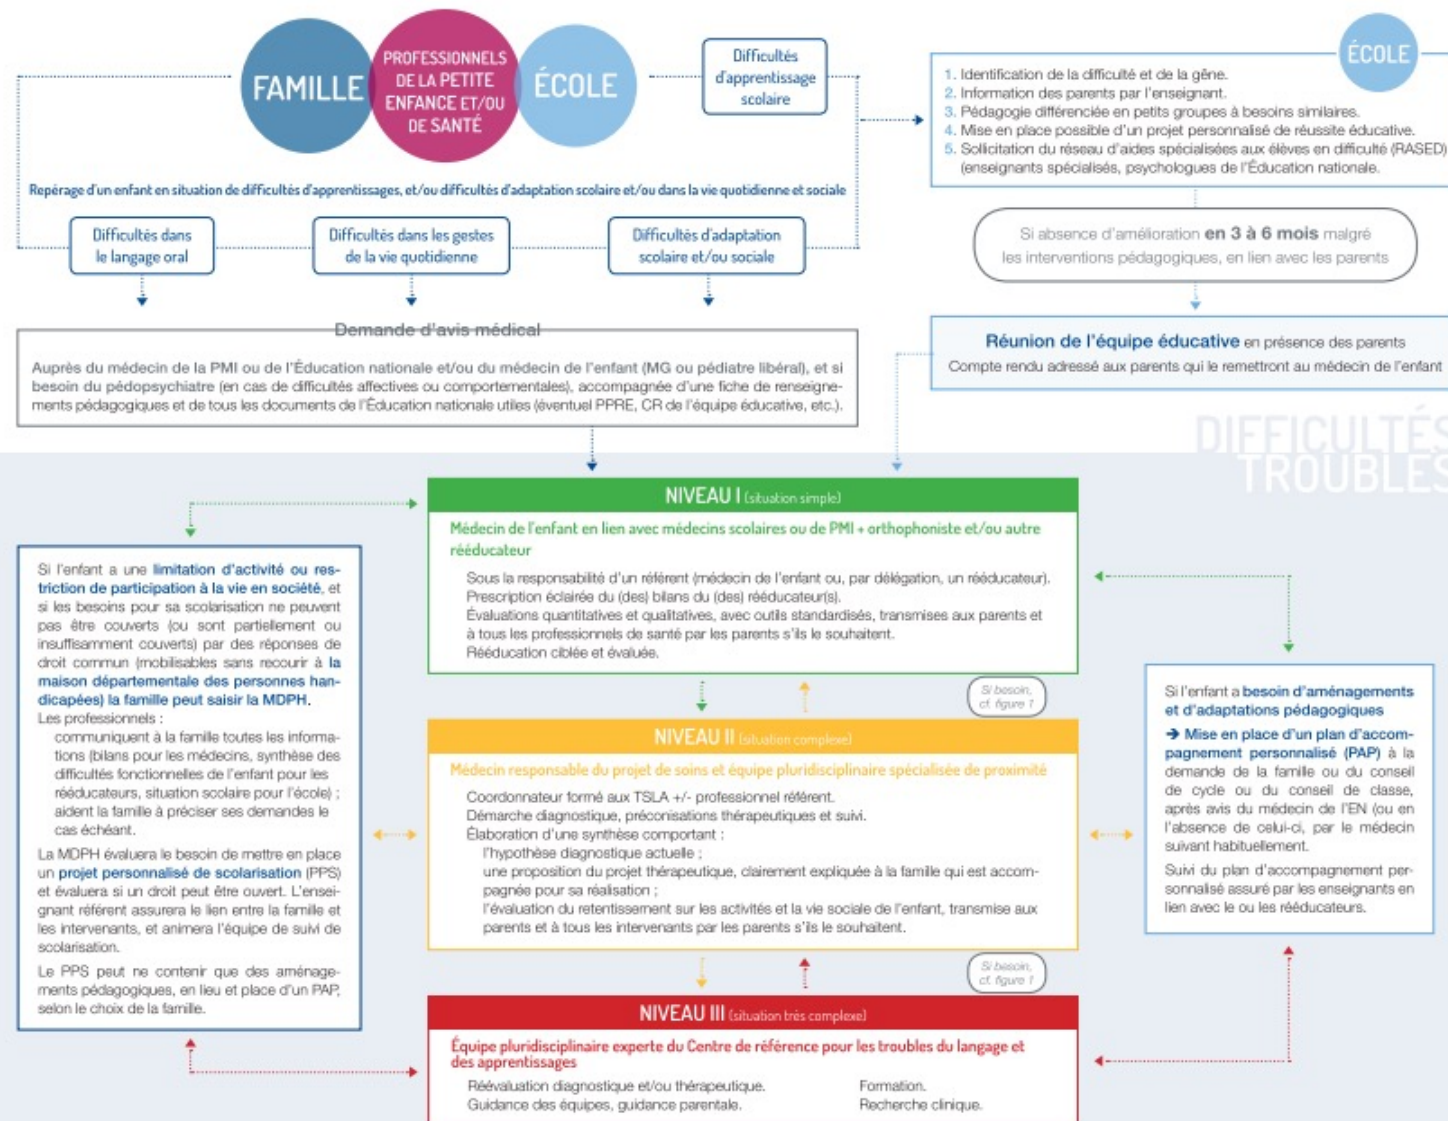 FAMILLE
PROFESSIONNELS
DE LA PETITE
ENFANCE ET/OU
DE SANTÉ
ÉCOLE
Difficultés
d'apprentissage
scolaire
Repérage d'un enfant en situation de difficultés d'apprentissages, et/ou difficultés d'adaptation scolaire et/ou dans la vie quotidienne et sociale
Difficultés dans
le langage oral
Difficultés dans les gestes
de la vie quotidienne
Difficultés d'adaptation
scolaire et/ou sociale
Demande d'avis médical
Auprès du médecin de la PMI ou de l'Éducation nationale et/ou du médecin de l'enfant (MG ou pédiatre libéral), et si
besoin du pédopsychiatre (en cas de difficultés affectives ou comportementales), accompagnée d'une fiche de renseigne-
ments pédagogiques et de tous les documents de l'Éducation nationale utiles (éventuel PPRE, CR de l'équipe éducative, etc.).
ÉCOLE
1. Identification de la difficulté et de la gêne.
2. Information des parents par l'enseignant.
3. Pédagogie différenciée en petits groupes à besoins similaires.
4. Mise en place possible d'un projet personnalisé de réussite éducative.
5. Sollicitation du réseau d'aides spécialisées aux élèves en difficulté (RASED)
(enseignants spécialisés, psychologues de l'Éducation nationale.
Si absence d'amélioration en 3 à 6 mois malgré
les interventions pédagogiques, en lien avec les parents
Réunion de l'équipe éducative en présence des parents
Compte rendu adressé aux parents qui le remettront au médecin de l'enfant
DIFFICULTÉS
TROUBLES
NIVEAU I (situation simple)
Médecin de l'enfant en lien avec médecins scolaires ou de PMI + orthophoniste et/ou autre
rééducateur
Sous la responsabilité d'un référent (médecin de l'enfant ou, par délégation, un rééducateur).
Prescription éclairée du (des) bilans du (des) rééducateur(s).
Évaluations quantitatives et qualitatives, avec outils standardisés, transmises aux parents et
à tous les professionnels de santé par les parents s'ils le souhaitent.
Rééducation ciblée et évaluée.
Si besoin,
cf. figure 1
NIVEAU II (situation complexe)
Médecin responsable du projet de soins et équipe pluridisciplinaire spécialisée de proximité
Coordonnateur formé aux TSLA +/- professionnel référent.
Démarche diagnostique, préconisations thérapeutiques et suivi.
Élaboration d'une synthèse comportant :
l'hypothèse diagnostique actuelle ;
une proposition du projet thérapeutique, clairement expliquée à la famille qui est accom-
pagnée pour sa réalisation ;
l'évaluation du retentissement sur les activités et la vie sociale de l'enfant, transmise aux
parents et à tous les intervenants par les parents s'ils le souhaitent.
Si besoin,
cf. figure 1
NIVEAU III (situation très complexe)
Équipe pluridisciplinaire experte du Centre de référence pour les troubles du langage et
des apprentissages
Réévaluation diagnostique et/ou thérapeutique.
Guidance des équipes, guidance parentale.
Formation.
Recherche clinique.
Si l'enfant a une limitation d'activité ou res-
triction de participation à la vie en société, et
si les besoins pour sa scolarisation ne peuvent
pas être couverts (ou sont partiellement ou
insuffisamment couverts) par des réponses de
droit commun (mobilisables sans recourir à la
maison départementale des personnes han-
dicapées) la famille peut saisir la MDPH.
Les professionnels :
communiquent à la famille toutes les informa-
tions (bilans pour les médecins, synthèse des
difficultés fonctionnelles de l'enfant pour les
rééducateurs, situation scolaire pour l'école) ;
aident la famille à préciser ses demandes le
cas échéant.
La MDPH évaluera le besoin de mettre en place
un projet personnalisé de scolarisation (PPS)
et évaluera si un droit peut être ouvert. L'ensei-
gnant référent assurera le lien entre la famille et
les intervenants, et animera l'équipe de suivi de
scolarisation.
Le PPS peut ne contenir que des aménage-
ments pédagogiques, en lieu et place d'un PAP,
selon le choix de la famille.
Si l'enfant a besoin d'aménagements
et d'adaptations pédagogiques
➔ Mise en place d'un plan d'accom-
pagnement personnalisé (PAP) à la
demande de la famille ou du conseil
de cycle ou du conseil de classe,
après avis du médecin de l'EN (ou en
l'absence de celui-ci, par le médecin
suivant habituellement.
Suivi du plan d'accompagnement per-
sonnalisé assuré par les enseignants en
lien avec le ou les rééducateurs.